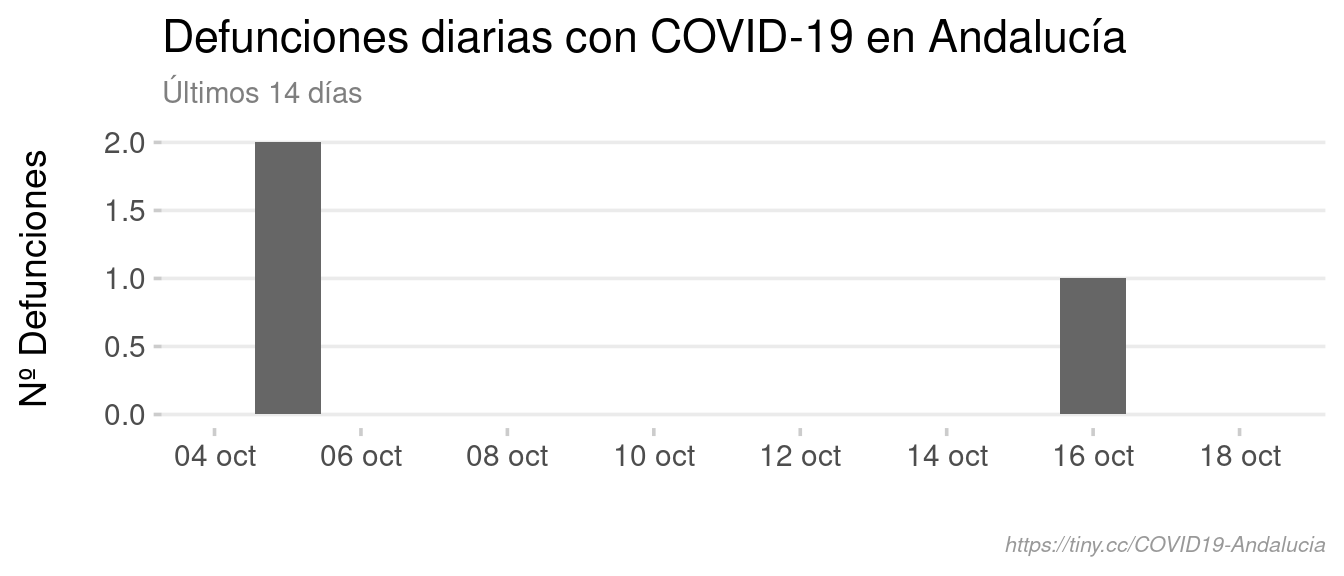 Defunciones diarias con COVID-19 en Andalucía
Últimos 14 días
Nº Defunciones
2.0
1.5
1.0
0.5
0.0
04 oct 06 oct 08 oct 10 oct 12 oct 14 oct 16 oct 18 oct
https://tiny.cc/COVID19-Andalucia